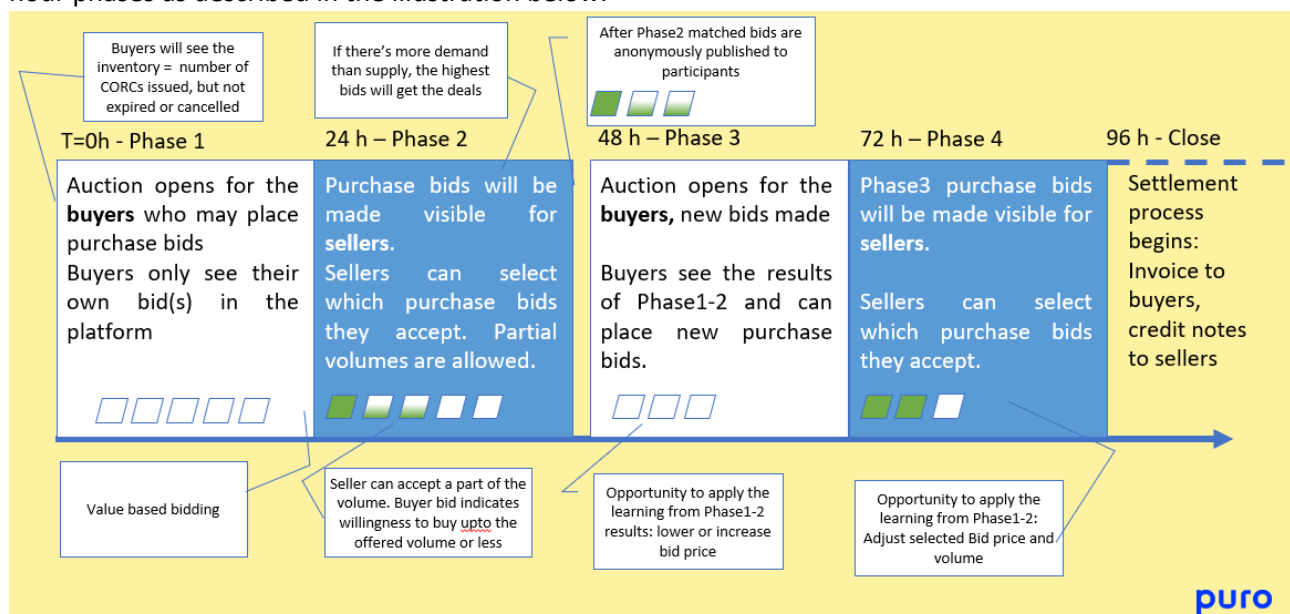 hour phases as described in the illustration below.
Buyers will see the
inventory = number of
CORCs issued, but not
expired or cancelled
If there's more demand
than supply, the highest
bids will get the deals
After Phase2 matched bids are
anonymously published to
participants
T=0h - Phase 1
24 h – Phase 2
48 h – Phase 3
72 h – Phase 4
96 h - Close
Auction opens for the
buyers who may place
purchase bids
Buyers only see their
own bid(s) in the
platform
Purchase bids will be
made visible for
sellers.
Sellers can select
which purchase bids
they accept. Partial
volumes are allowed.
Auction opens for the
buyers, new bids made
Buyers see the results
of Phase1-2 and can
place new purchase
bids.
Phase3 purchase bids
will be made visible for
sellers.
Sellers can select
which purchase bids
they accept.
Settlement
process
begins:
Invoice to
buyers,
credit notes
to sellers
Value based bidding
Seller can accept a part of the
volume. Buyer bid indicates
willingness to buy upto the
offered volume or less
Opportunity to apply the
learning from Phase1-2
results: lower or increase
bid price
Opportunity to apply the
learning from Phase1-2:
Adjust selected Bid price and
volume
puro